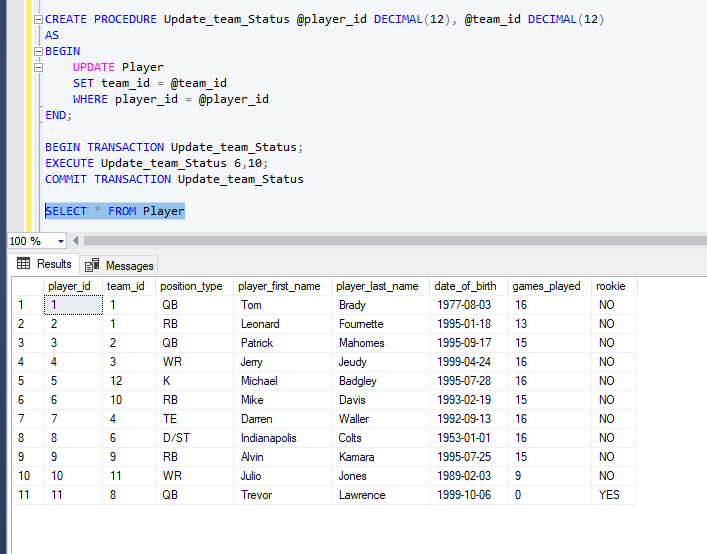 CREATE PROCEDURE Update_team_Status @player_id DECIMAL(12), @team_id DECIMAL(12)
AS
BEGIN
UPDATE Player
SET team_id = @team_id
WHERE player_id = @player_id
END;
BEGIN TRANSACTION Update_team_Status;
EXECUTE Update_team_Status 6,10;
COMMIT TRANSACTION Update_team_Status
SELECT * FROM Player
100 %
Results Messages
player_id team_id position_type player_first_name player_last_name date_of_birth games_played rookie
1 1 1 QB Tom Brady 1977-08-03 16 NO
2 2 1 RB Leonard Fournette 1995-01-18 13 NO
3 3 2 QB Patrick Mahomes 1995-09-17 15 NO
4 4 3 WR Jerry Jeudy 1999-04-24 16 NO
5 5 12 K Michael Badgley 1995-07-28 16 NO
6 6 10 RB Mike Davis 1993-02-19 15 NO
7 7 4 TE Darren Waller 1992-09-13 16 NO
8 8 6 D/ST Indianapolis Colts 1953-01-01 16 NO
9 9 9 RB Alvin Kamara 1995-07-25 15 NO
10 10 11 WR Julio Jones 1989-02-03 9 NO
11 11 8 QB Trevor Lawrence 1999-10-06 0 YES